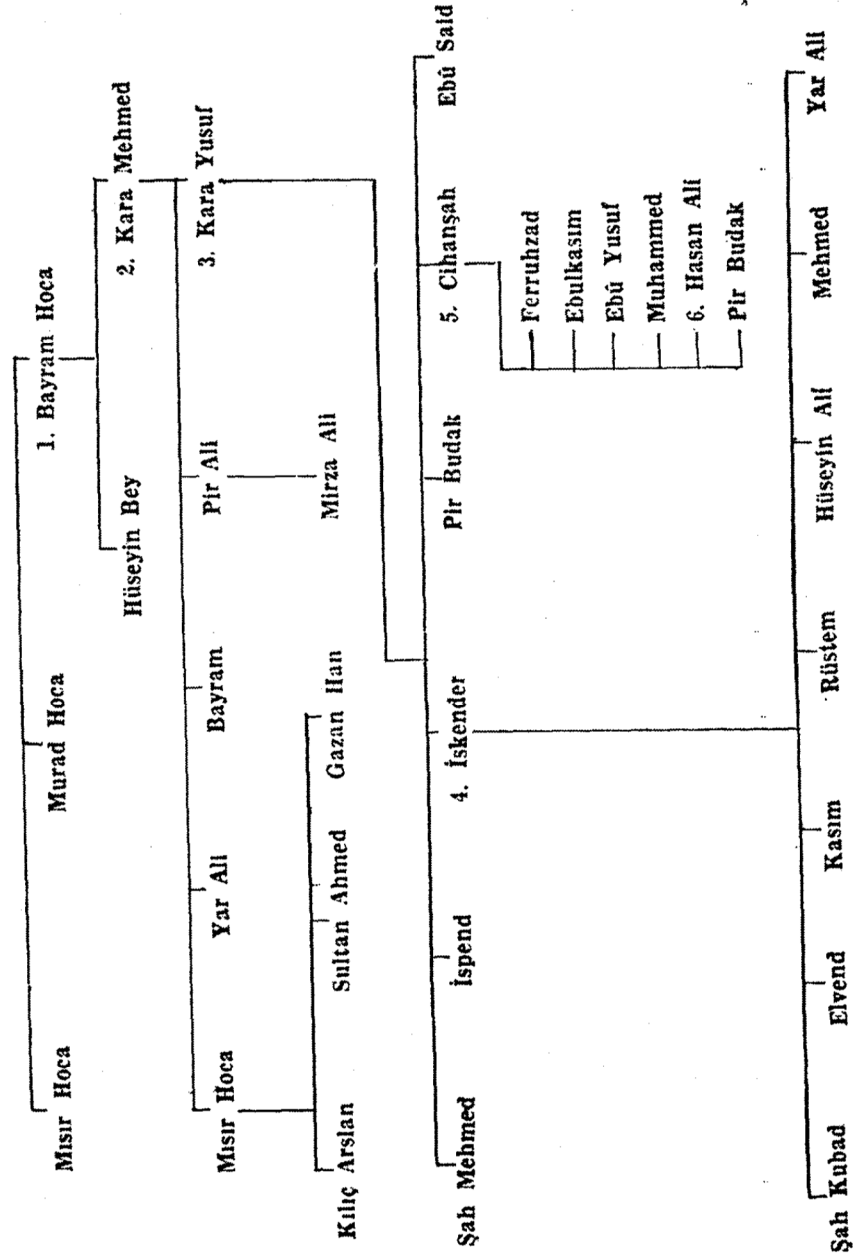 Mısır Hoca
Murad Hoca
1. Bayram Hoca
Hüseyin Bey
2. Kara Mehmed
Mısır Hoca
Yar Ali
Bayram
Pir Ali
3. Kara Yusuf
Kılıç Arslan
Sultan Ahmed
Gazan Han
Mirza Ali
Şah Mehmed
İspend
4. İskender
Pir Budak
5. Cihanşah
Ebû Said
Ferruhzad
Ebulkasım
Ebû Yusuf
Muhammed
6. Hasan Ali
Pir Budak
Şah Kubad
Elvend
Kasım
Rüstem
Hüseyin Ali
Mehmed
Yar Ali